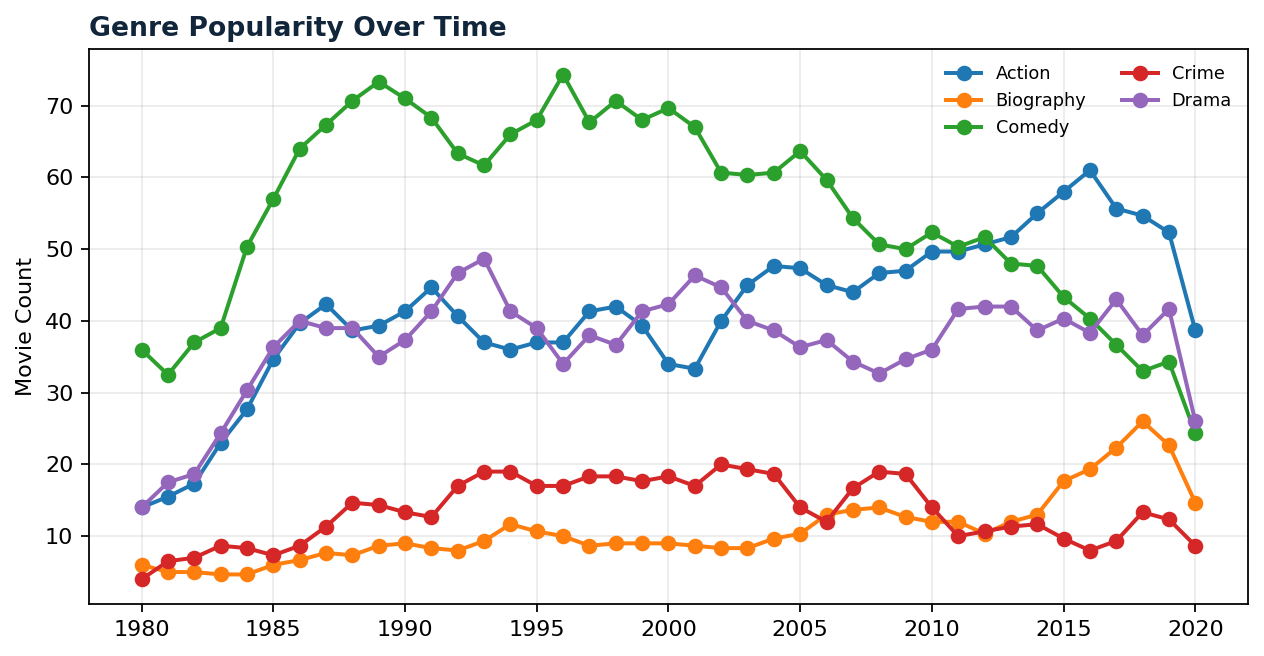 Genre Popularity Over Time
Movie Count
70
60
50
40
30
20
10
1980 1985 1990 1995 2000 2005 2010 2015 2020
Action
Biography
Comedy
Crime
Drama